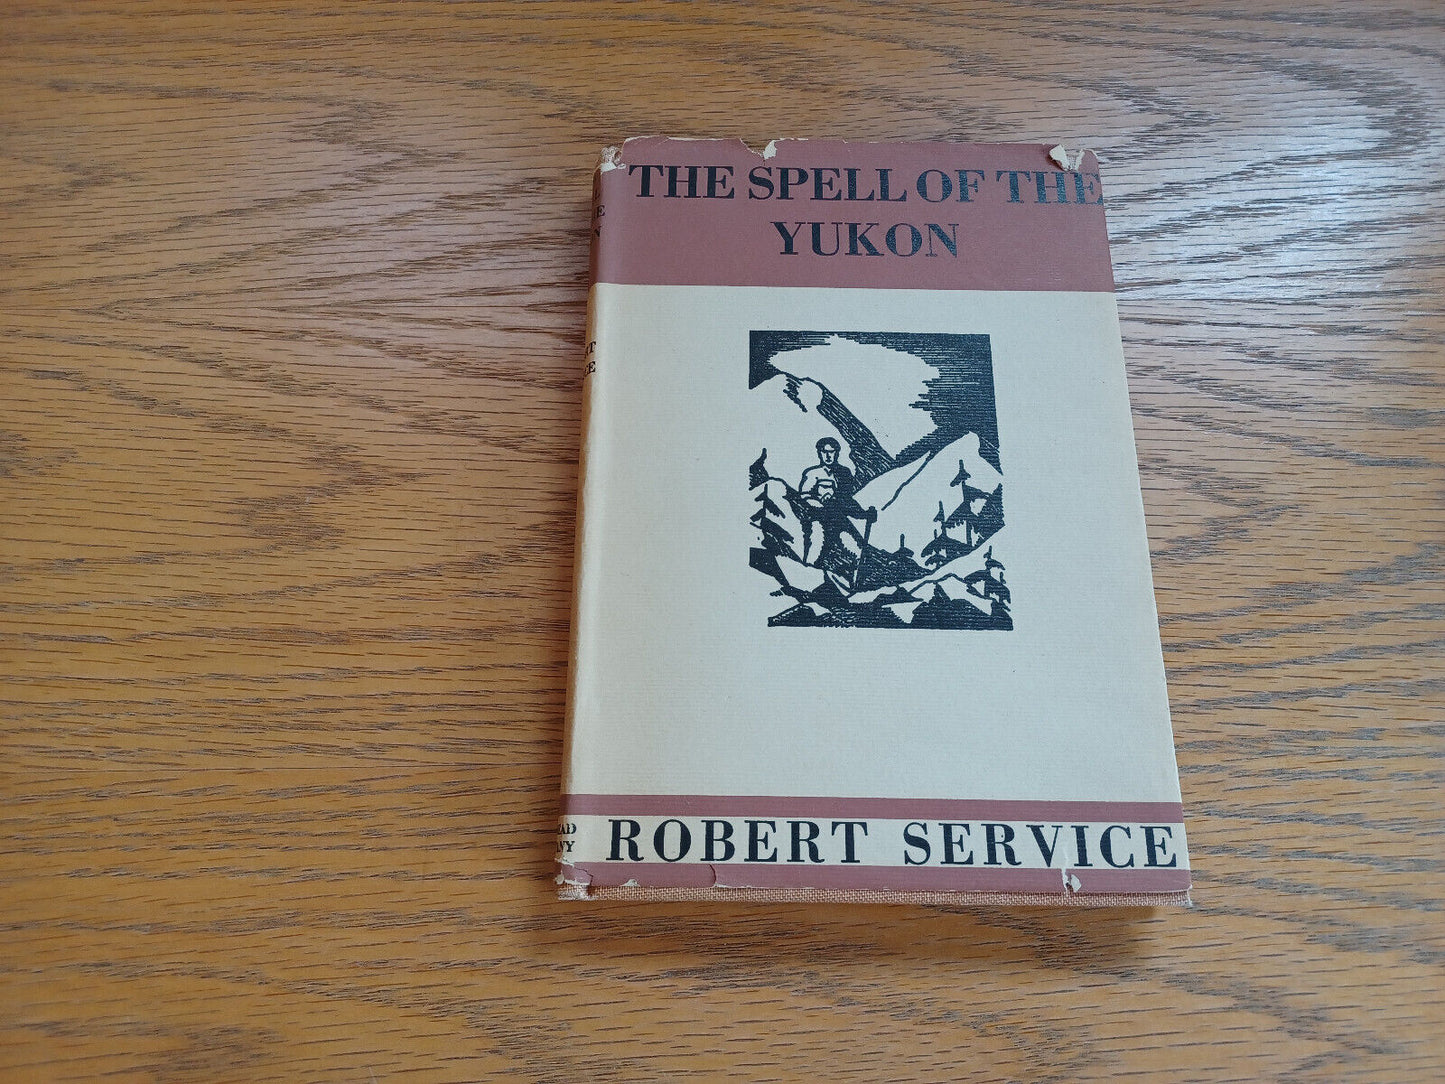 THE SPELL OF THE
YUKON
ROBERT SERVICE